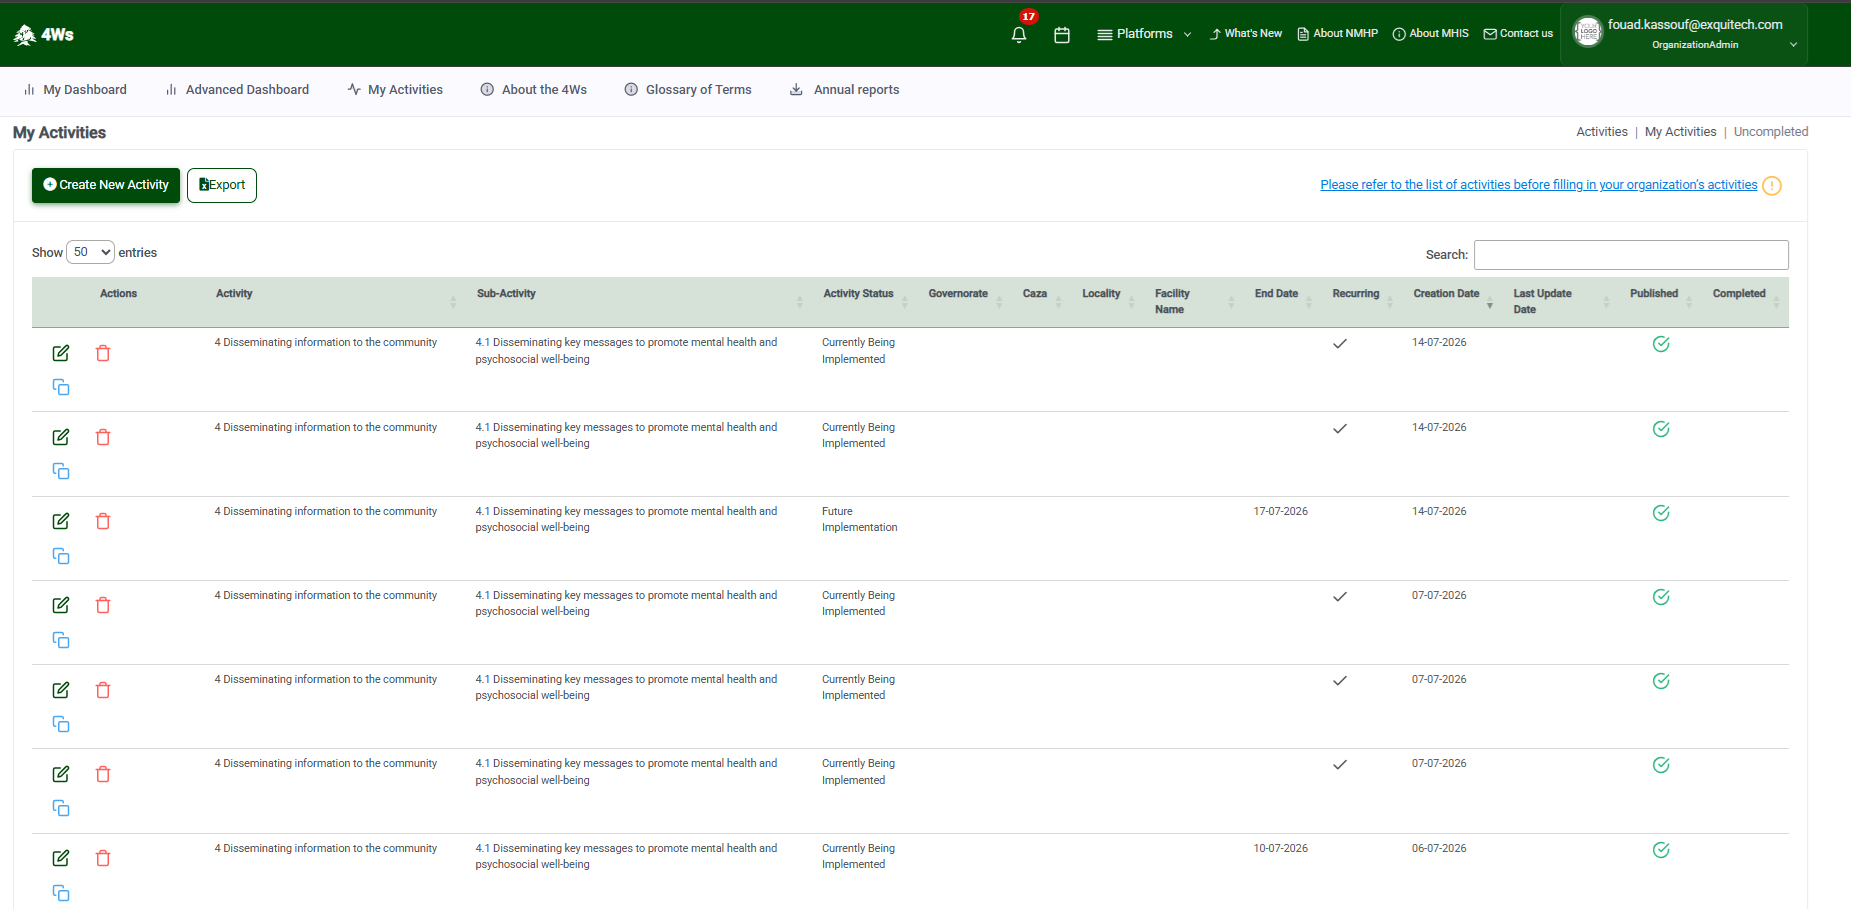 4Ws
17
Platforms
What's New
About NMHP
About MHIS
Contact us
YOUR LOGO HERE
fouad.kassouf@exquitech.com
OrganizationAdmin
My Dashboard
Advanced Dashboard
My Activities
About the 4Ws
Glossary of Terms
Annual reports
My Activities
Activities | My Activities | Uncompleted
Create New Activity
Export
Please refer to the list of activities before filling in your organization's activities
Show 50 entries
Search:
Actions Activity Sub-Activity Activity Status Governorate Caza Locality Facility Name End Date Recurring Creation Date Last Update Date Published Completed
4 Disseminating information to the community 4.1 Disseminating key messages to promote mental health and Currently Being 14-07-2026
psychosocial well-being Implemented
4 Disseminating information to the community 4.1 Disseminating key messages to promote mental health and Currently Being 14-07-2026
psychosocial well-being Implemented
4 Disseminating information to the community 4.1 Disseminating key messages to promote mental health and Future 17-07-2026 14-07-2026
psychosocial well-being Implementation
4 Disseminating information to the community 4.1 Disseminating key messages to promote mental health and Currently Being 07-07-2026
psychosocial well-being Implemented
4 Disseminating information to the community 4.1 Disseminating key messages to promote mental health and Currently Being 07-07-2026
psychosocial well-being Implemented
4 Disseminating information to the community 4.1 Disseminating key messages to promote mental health and Currently Being 07-07-2026
psychosocial well-being Implemented
4 Disseminating information to the community 4.1 Disseminating key messages to promote mental health and Currently Being 10-07-2026 06-07-2026
psychosocial well-being Implemented